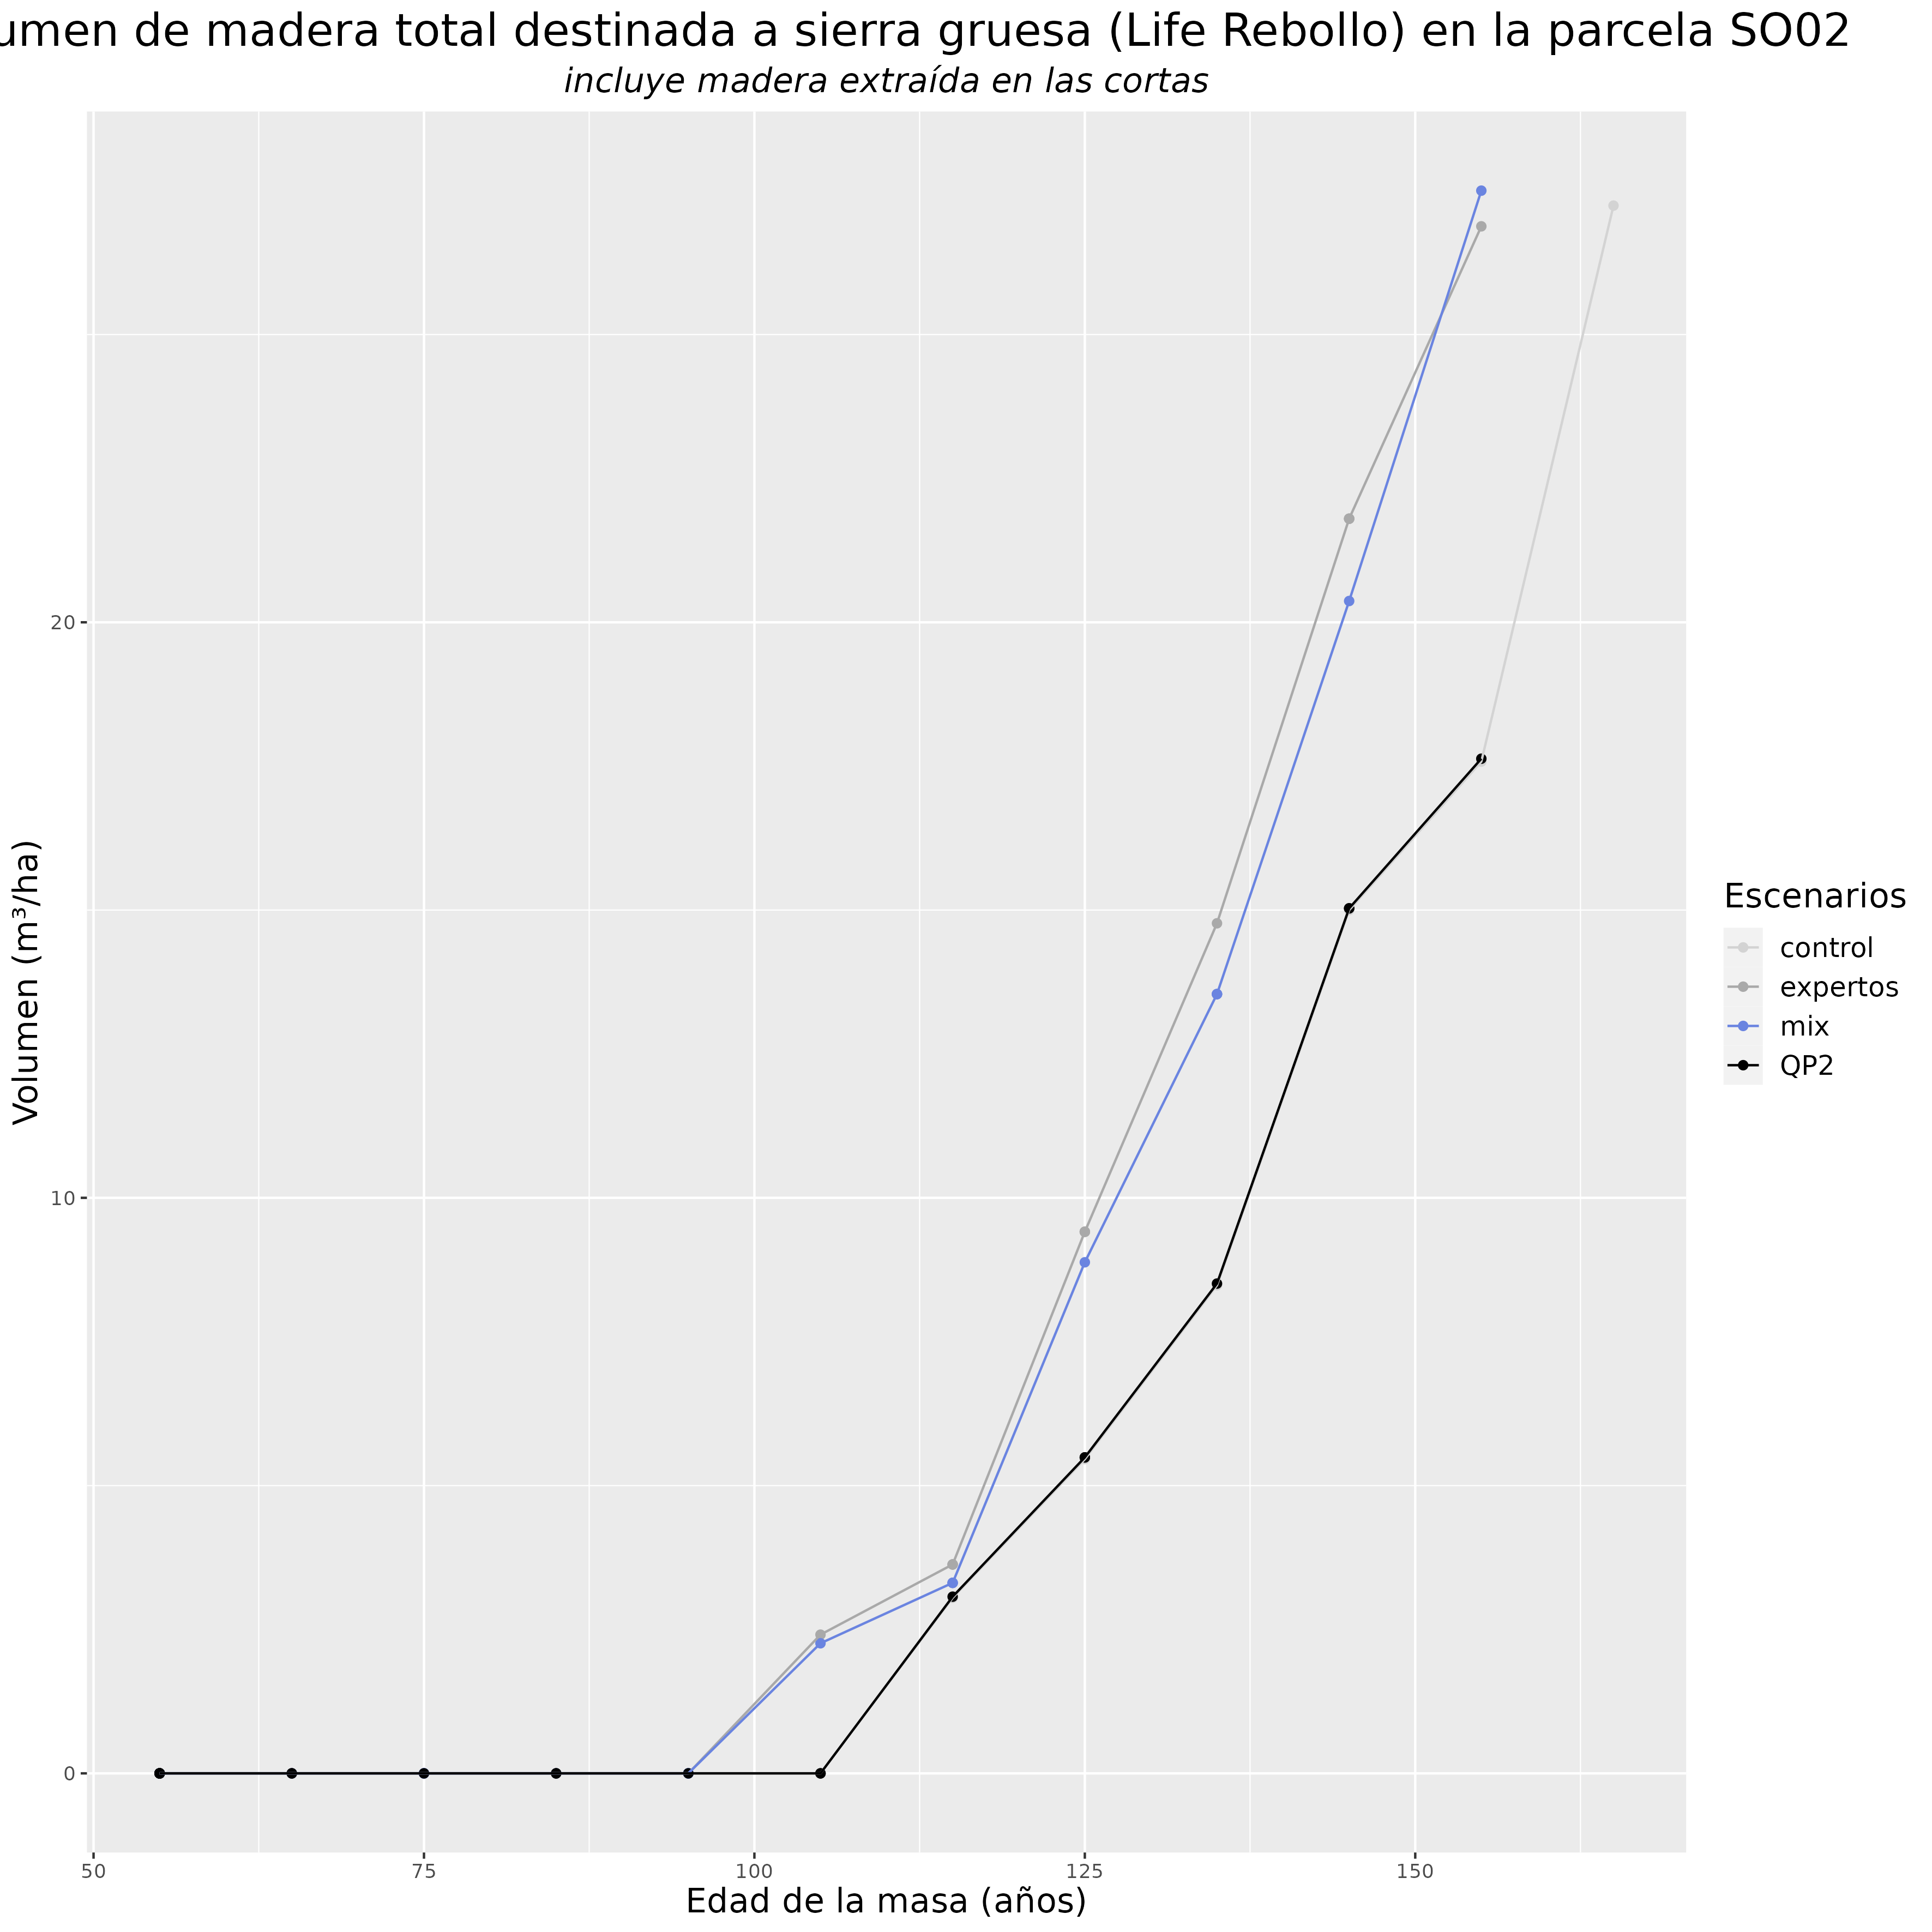 umen de madera total destinada a sierra gruesa (Life Rebollo) en la parcela SO02
incluye madera extraída en las cortas
20
10
0
Volumen (m³/ha)
50 75 100 125 150
Edad de la masa (años)
Escenarios
control
expertos
mix
QP2